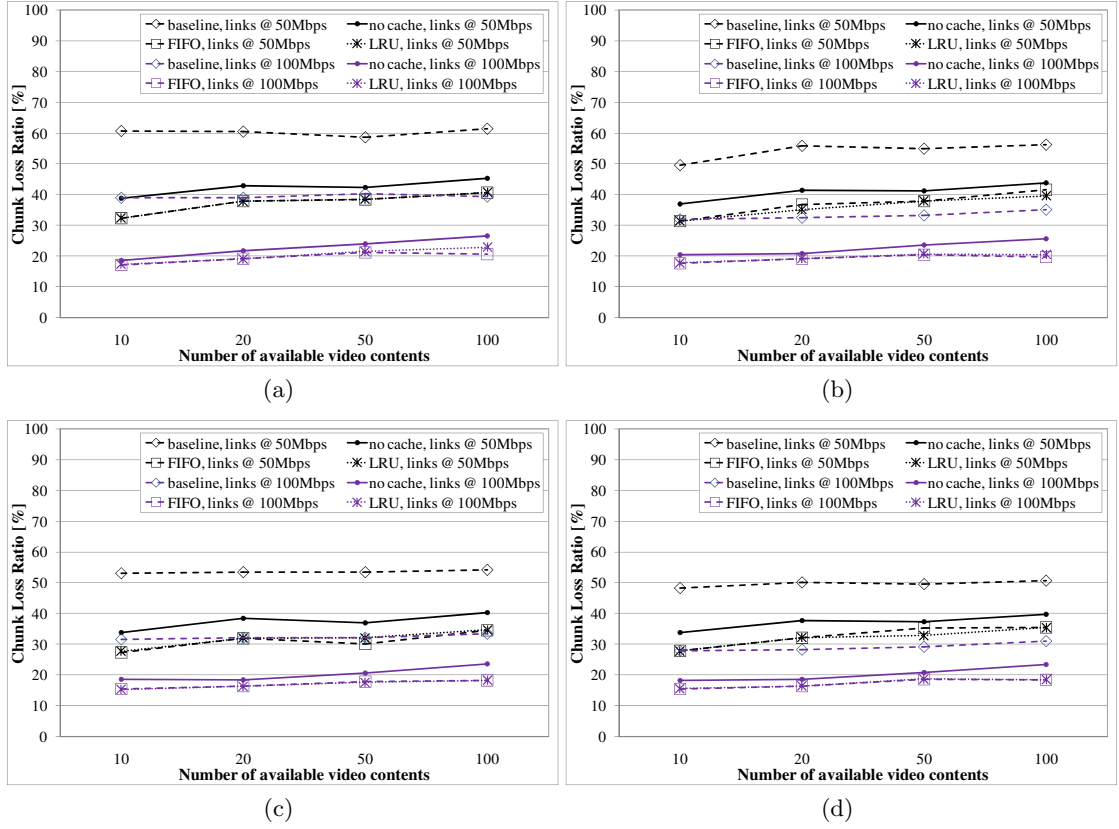 100
90
80
70
60
50
40
30
20
10
0
Chunk Loss Ratio [%]
baseline, links @ 50Mbps no cache, links @ 50Mbps
FIFO, links @ 50Mbps LRU, links @ 50Mbps
baseline, links @ 100Mbps no cache, links @ 100Mbps
FIFO, links @ 100Mbps LRU, links @ 100Mbps
10 20 50 100
Number of available video contents
(a)
100
90
80
70
60
50
40
30
20
10
0
Chunk Loss Ratio [%]
baseline, links @ 50Mbps no cache, links @ 50Mbps
FIFO, links @ 50Mbps LRU, links @ 50Mbps
baseline, links @ 100Mbps no cache, links @ 100Mbps
FIFO, links @ 100Mbps LRU, links @ 100Mbps
10 20 50 100
Number of available video contents
(b)
100
90
80
70
60
50
40
30
20
10
0
Chunk Loss Ratio [%]
baseline, links @ 50Mbps no cache, links @ 50Mbps
FIFO, links @ 50Mbps LRU, links @ 50Mbps
baseline, links @ 100Mbps no cache, links @ 100Mbps
FIFO, links @ 100Mbps LRU, links @ 100Mbps
10 20 50 100
Number of available video contents
(c)
100
90
80
70
60
50
40
30
20
10
0
Chunk Loss Ratio [%]
baseline, links @ 50Mbps no cache, links @ 50Mbps
FIFO, links @ 50Mbps LRU, links @ 50Mbps
baseline, links @ 100Mbps no cache, links @ 100Mbps
FIFO, links @ 100Mbps LRU, links @ 100Mbps
10 20 50 100
Number of available video contents
(d)